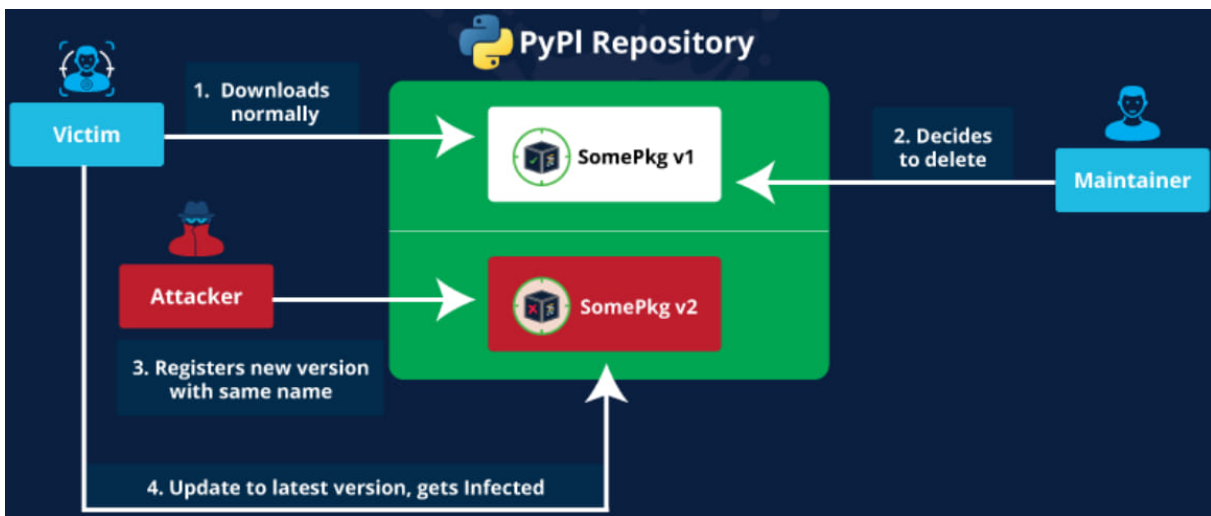 PyPl Repository
1. Downloads
normally
Victim
SomePkg v1
2. Decides
to delete
Maintainer
Attacker
SomePkg v2
3. Registers new version
with same name
4. Update to latest version, gets Infected